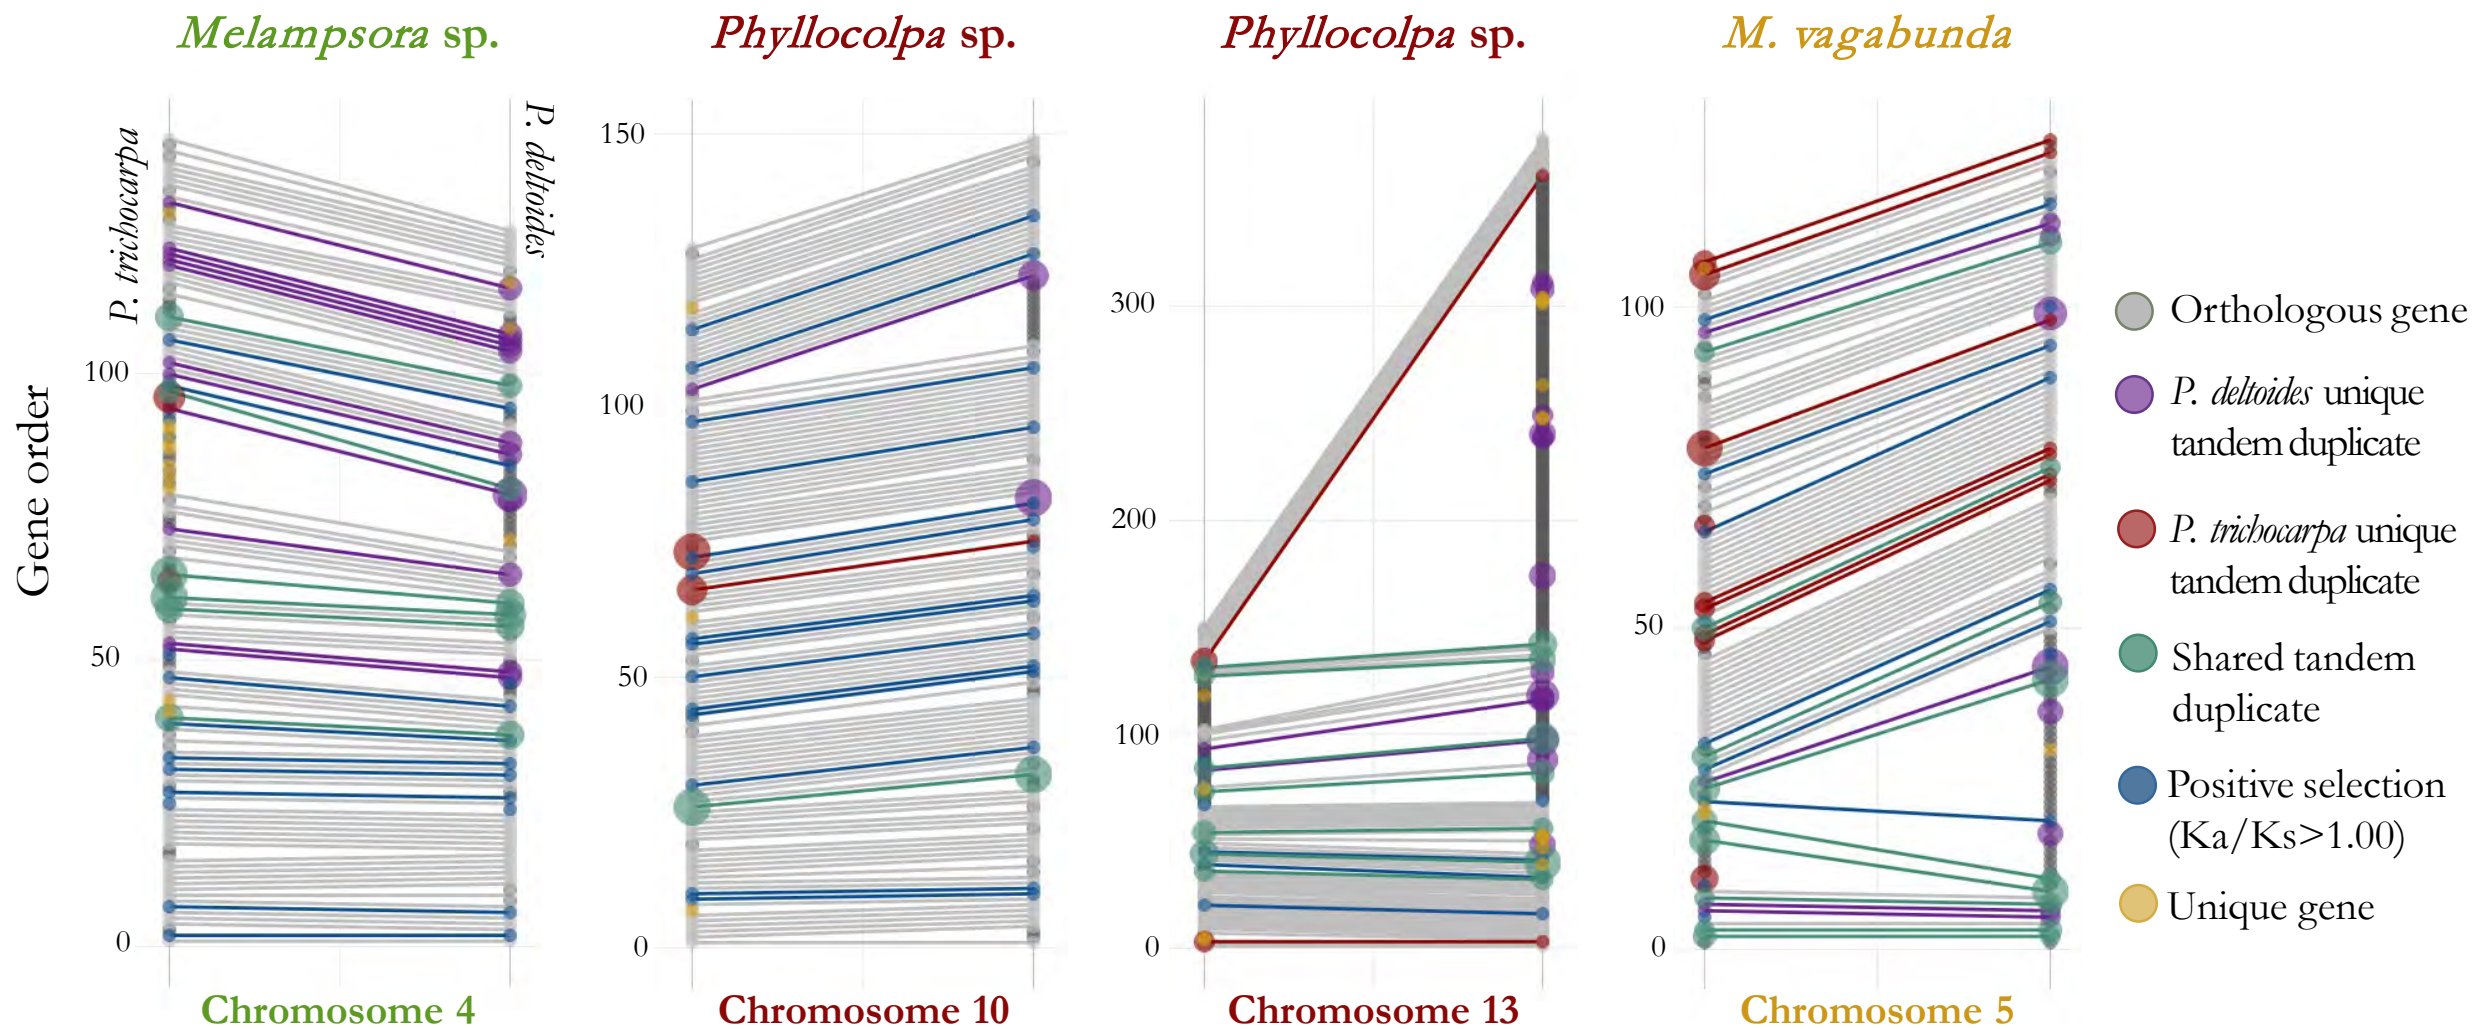 Melampsora sp.
Phyllocolpa sp.
Phyllocolpa sp.
M. vagabunda
P. trichocarpa
P. deltoides
Gene order
100
50
0
150
100
50
0
300
200
100
0
100
50
0
Orthologous gene
P. deltoides unique
tandem duplicate
P. trichocarpa unique
tandem duplicate
Shared tandem
duplicate
Positive selection
(Ka/Ks>1.00)
Unique gene
Chromosome 4
Chromosome 10
Chromosome 13
Chromosome 5